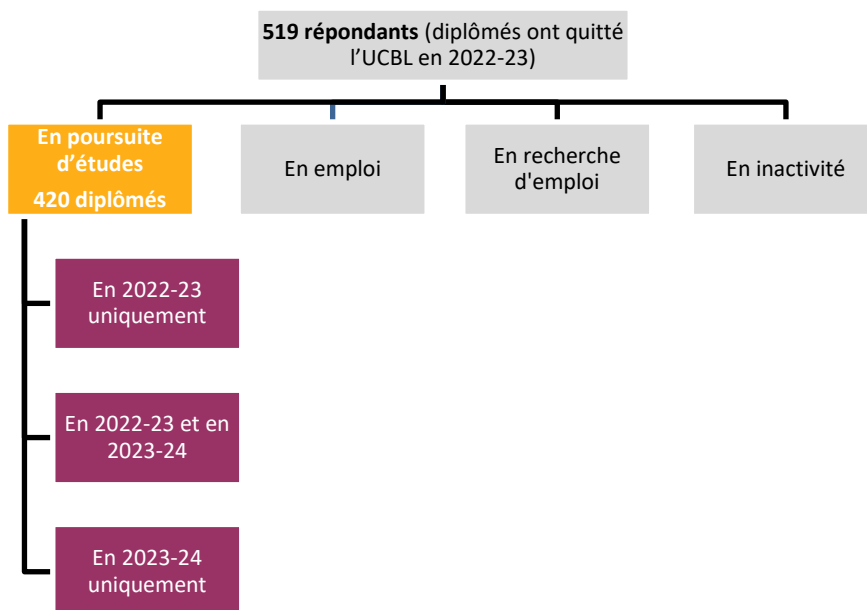 519 répondants (diplômés ont quitté
l’UCBL en 2022-23)
En poursuite
d’études
420 diplômés
En emploi
En recherche
d'emploi
En inactivité
En 2022-23
uniquement
En 2022-23 et en
2023-24
En 2023-24
uniquement